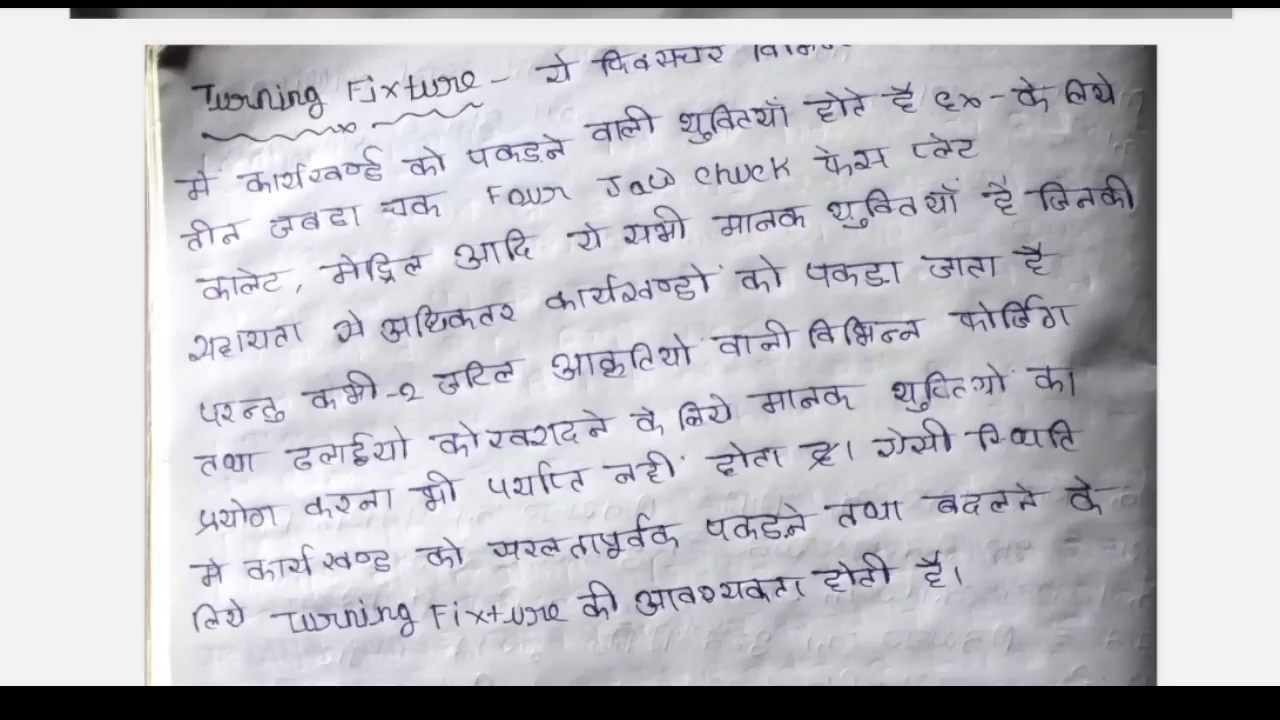 Turning Fixture - ये फिक्सचर
में कार्यखण्ड को पकड़ने वाली युक्तियाँ होते है ex - के लिये
तीन जबडा चक Four Jaw Chuck फेस प्लेट
कालेट, मेड्रिल आदि ये सभी मानक युक्तियाँ है जिनकी
सहायता से अधिकतर कार्यखण्डों को पकडा जाता है
परन्तु कभी-२ जटिल आकृतियो वाली विभिन्न फोर्जिग
तथा ढलाईयो को खरादने के लिये मानक युक्तियों का
प्रयोग करना भी पर्याप्त नहीं होता है। ऐसी स्थिति
मे कार्यखण्ड को सरलतापूर्वक पकडने तथा बदलने के
लिये Turning Fixture की आवश्यकता होती है।